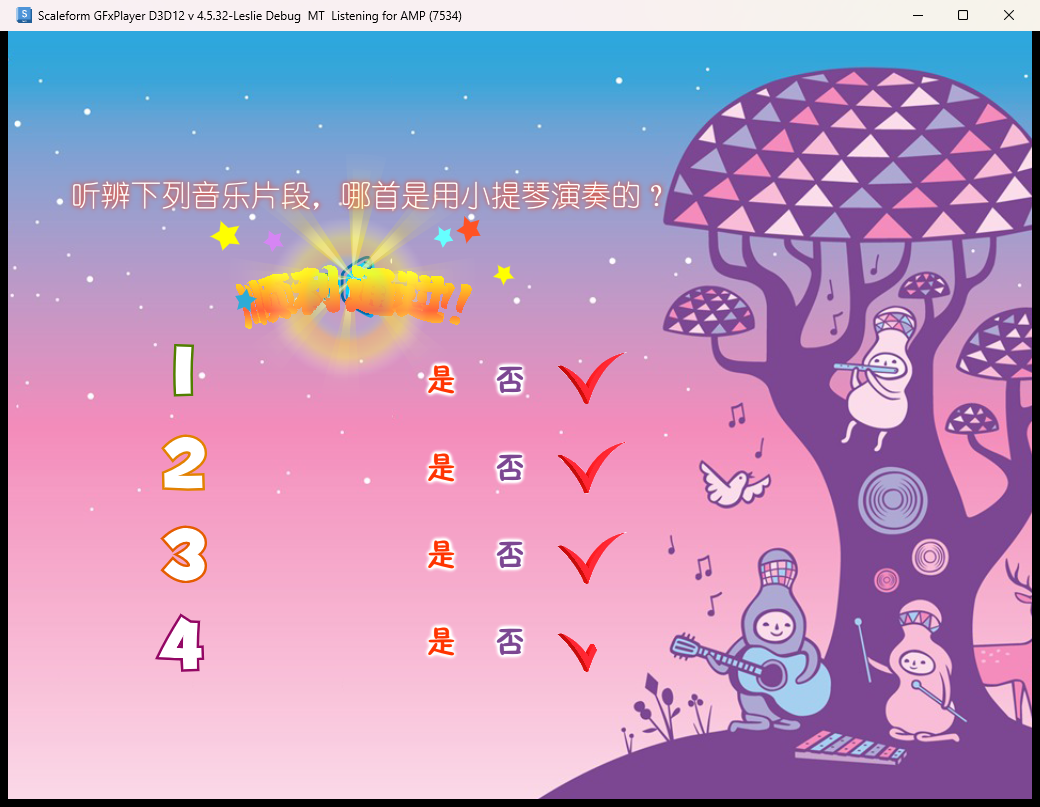 Scaleform GFxPlayer D3D12 v 4.5.32-Leslie Debug MT Listening for AMP (7534)
听辨下列音乐片段，哪首是用小提琴演奏的？
1 是 否
2 是 否
3 是 否
4 是 否